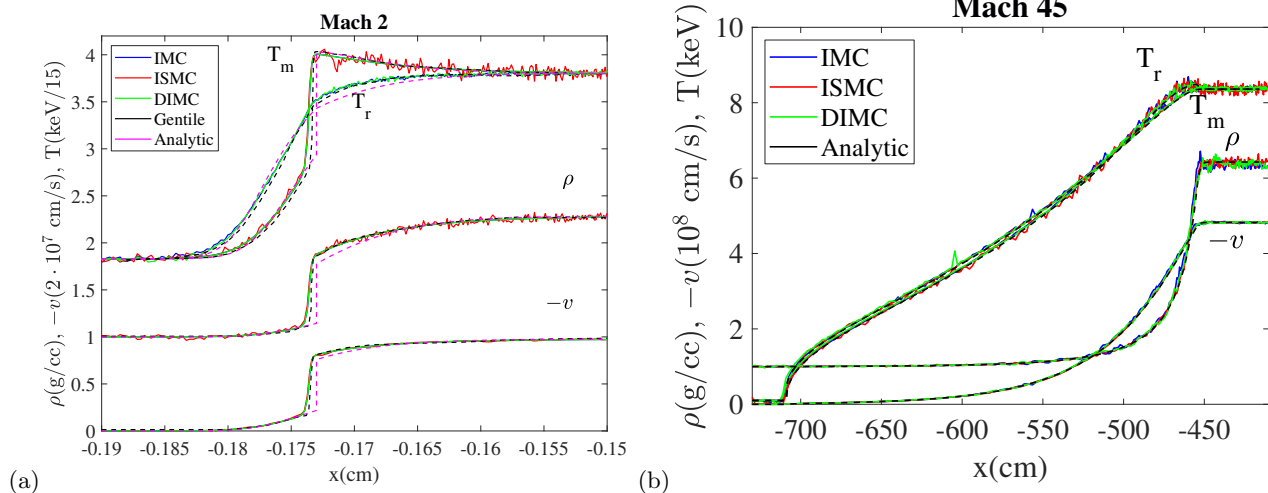 Mach 2
IMC
ISMC
DIMC
Gentile
Analytic
T_m
T_r
ρ
−v
ρ(g/cc), −v(2 · 10^7 cm/s), T(keV/15)
4
3.5
3
2.5
2
1.5
1
0.5
0
-0.19
-0.185
-0.18
-0.175
-0.17
-0.165
-0.16
-0.155
-0.15
x(cm)
(a)
Mach 45
IMC
ISMC
DIMC
Analytic
T_r
T_m
ρ
−v
ρ(g/cc), −v(10^8 cm/s), T(keV)
10
8
6
4
2
0
-700
-650
-600
-550
-500
-450
x(cm)
(b)